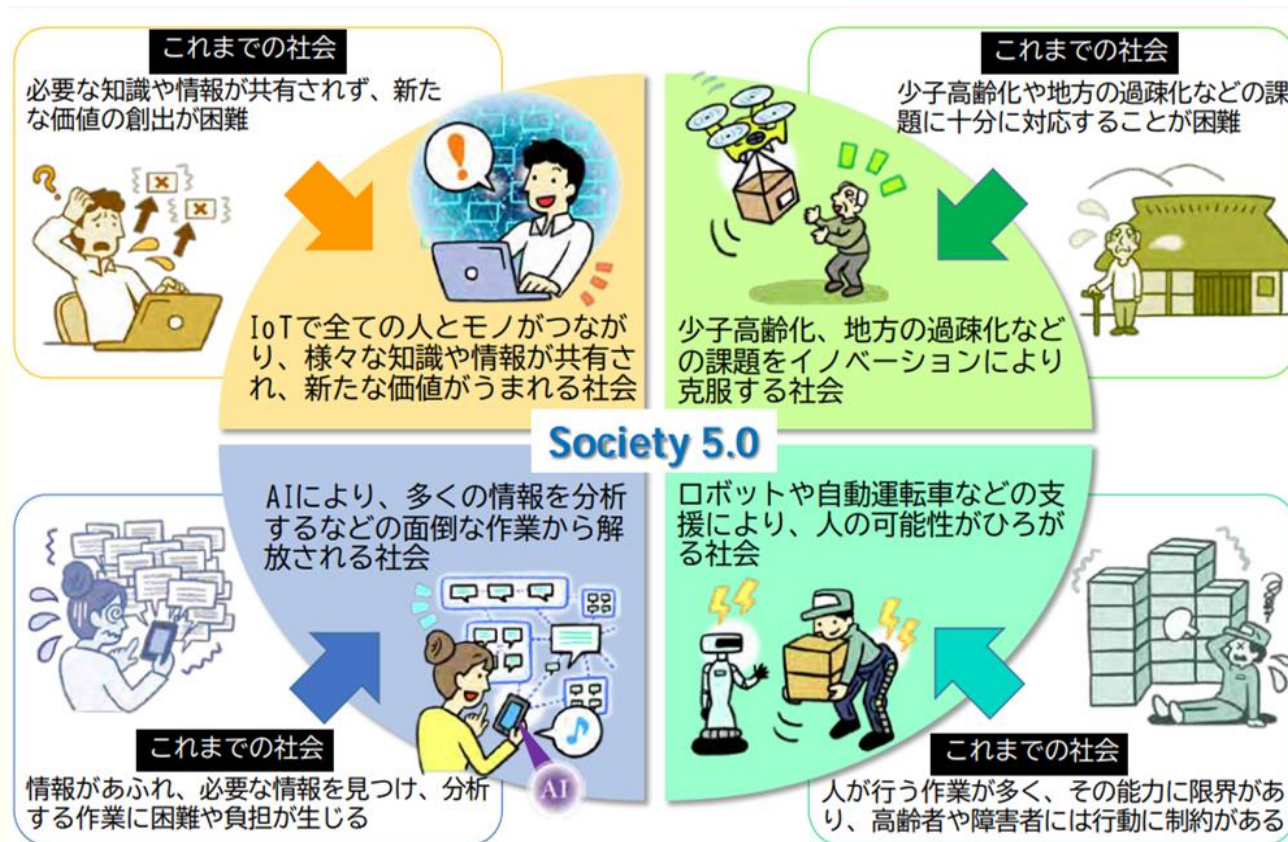 これまでの社会
必要な知識や情報が共有されず、新た
な価値の創出が困難
IoTで全ての人とモノがつなが
り、様々な知識や情報が共有さ
れ、新たな価値がうまれる社会
これまでの社会
少子高齢化や地方の過疎化などの課
題に十分に対応することが困難
少子高齢化、地方の過疎化など
の課題をイノベーションにより
克服する社会
Society 5.0
AIにより、多くの情報を分析
するなどの面倒な作業から解
放される社会
AI
これまでの社会
情報があふれ、必要な情報を見つけ、分析
する作業に困難や負担が生じる
ロボットや自動運転車などの支
援により、人の可能性がひろが
る社会
これまでの社会
人が行う作業が多く、その能力に限界があ
り、高齢者や障害者には行動に制約がある